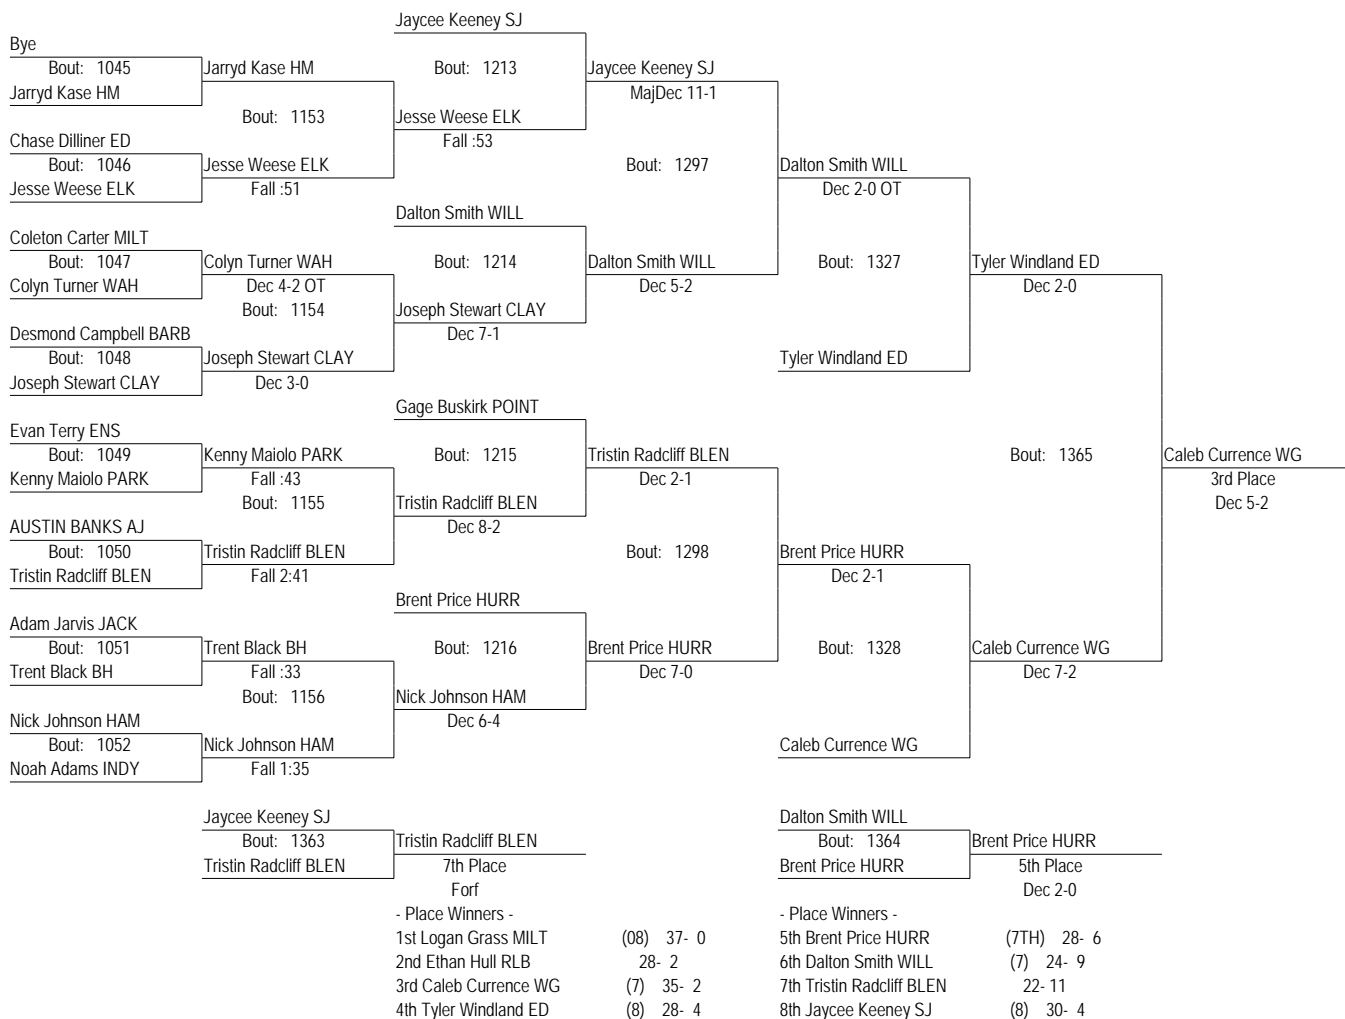 Jaycee Keeney SJ
Bye
Bout: 1045
Jarryd Kase HM
Jarryd Kase HM
Bout: 1213
Jaycee Keeney SJ
MajDec 11-1
Bout: 1153
Jesse Weese ELK
Fall :53
Chase Dilliner ED
Bout: 1046
Jesse Weese ELK
Jesse Weese ELK
Fall :51
Bout: 1297
Dalton Smith WILL
Dec 2-0 OT
Dalton Smith WILL
Coleton Carter MILT
Bout: 1047
Colyn Turner WAH
Colyn Turner WAH
Dec 4-2 OT
Bout: 1214
Dalton Smith WILL
Dec 5-2
Bout: 1327
Tyler Windland ED
Dec 2-0
Bout: 1154
Joseph Stewart CLAY
Dec 7-1
Desmond Campbell BARB
Bout: 1048
Joseph Stewart CLAY
Joseph Stewart CLAY
Dec 3-0
Tyler Windland ED
Gage Buskirk POINT
Evan Terry ENS
Bout: 1049
Kenny Maiolo PARK
Kenny Maiolo PARK
Fall :43
Bout: 1215
Tristin Radcliff BLEN
Dec 2-1
Bout: 1365
Caleb Currence WG
3rd Place
Dec 5-2
Bout: 1155
Tristin Radcliff BLEN
Dec 8-2
AUSTIN BANKS AJ
Bout: 1050
Tristin Radcliff BLEN
Tristin Radcliff BLEN
Fall 2:41
Bout: 1298
Brent Price HURR
Dec 2-1
Brent Price HURR
Adam Jarvis JACK
Bout: 1051
Trent Black BH
Trent Black BH
Fall :33
Bout: 1216
Brent Price HURR
Dec 7-0
Bout: 1328
Caleb Currence WG
Dec 7-2
Bout: 1156
Nick Johnson HAM
Dec 6-4
Nick Johnson HAM
Bout: 1052
Noah Adams INDY
Nick Johnson HAM
Fall 1:35
Caleb Currence WG
Jaycee Keeney SJ
Bout: 1363
Tristin Radcliff BLEN
Tristin Radcliff BLEN
7th Place
Forf
Dalton Smith WILL
Bout: 1364
Brent Price HURR
Brent Price HURR
5th Place
Dec 2-0
- Place Winners -
1st Logan Grass MILT (08) 37- 0
2nd Ethan Hull RLB 28- 2
3rd Caleb Currence WG (7) 35- 2
4th Tyler Windland ED (8) 28- 4
- Place Winners -
5th Brent Price HURR (7TH) 28- 6
6th Dalton Smith WILL (7) 24- 9
7th Tristin Radcliff BLEN 22- 11
8th Jaycee Keeney SJ (8) 30- 4